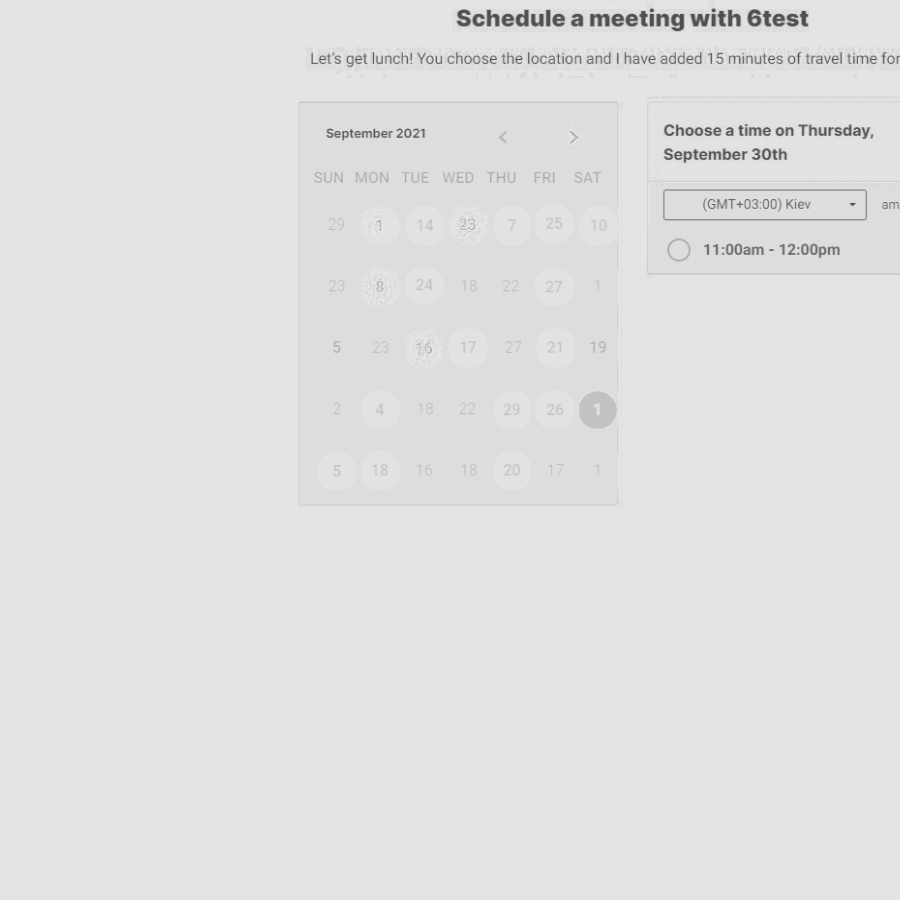 Schedule a meeting with 6test
Let's get lunch! You choose the location and I have added 15 minutes of travel time for
September 2021
SUN MON TUE WED THU FRI SAT
29 1 14 23 7 25 10
23 8 24 18 22 27 1
5 23 16 17 27 21 19
2 4 18 22 29 26 1
5 18 16 18 20 17 1
Choose a time on Thursday,
September 30th
(GMT+03:00) Kiev am
11:00am - 12:00pm